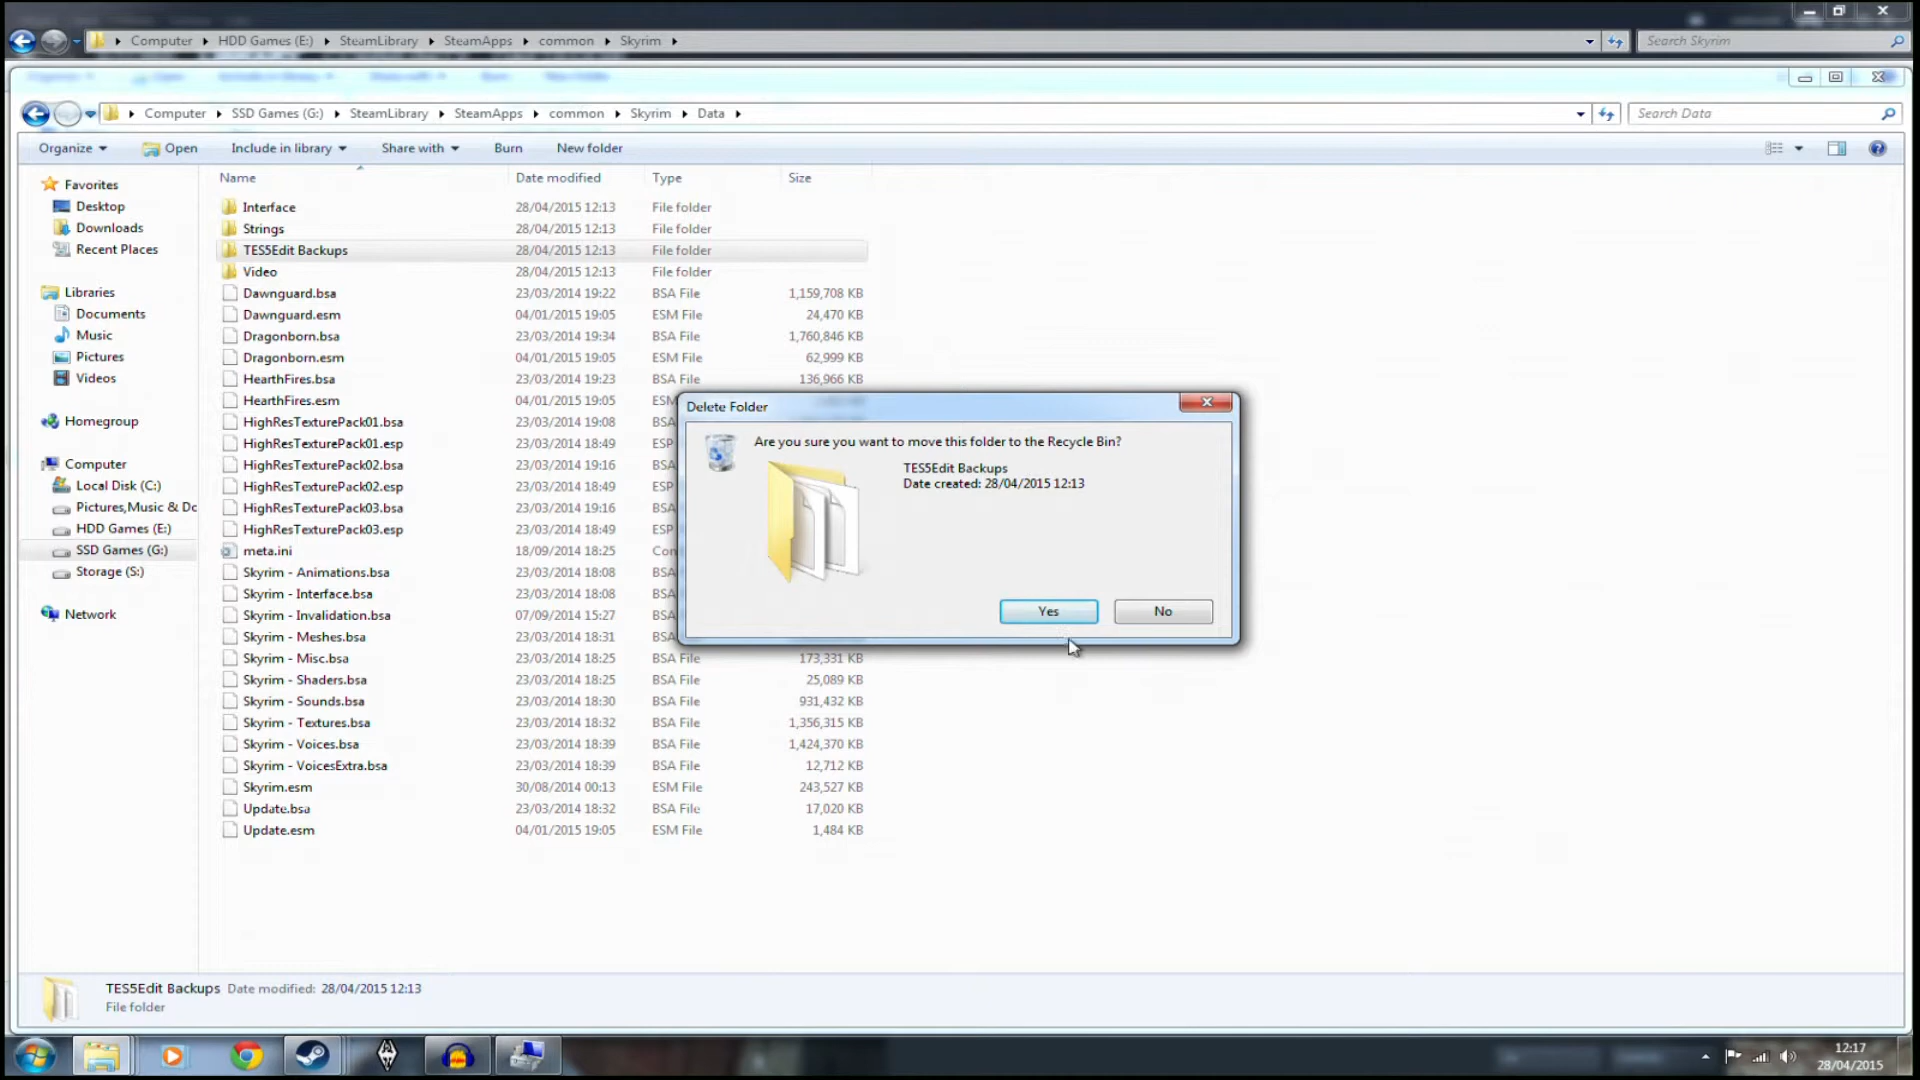 Computer HDD Games (E:) SteamLibrary SteamApps common Skyrim Search Skyrim
Computer SSD Games (G:) SteamLibrary SteamApps common Skyrim Data Search Data
Organize Open Include in library Share with Burn New folder
Name Date modified Type Size
Favorites
Desktop
Downloads
Recent Places
Libraries
Documents
Music
Pictures
Videos
Homegroup
Computer
Local Disk (C:)
Pictures,Music & Dc
HDD Games (E:)
SSD Games (G:)
Storage (S:)
Network
Interface 28/04/2015 12:13 File folder
Strings 28/04/2015 12:13 File folder
TES5Edit Backups 28/04/2015 12:13 File folder
Video 28/04/2015 12:13 File folder
Dawnguard.bsa 23/03/2014 19:22 BSA File 1,159,708 KB
Dawnguard.esm 04/01/2015 19:05 ESM File 24,470 KB
Dragonborn.bsa 23/03/2014 19:34 BSA File 1,760,846 KB
Dragonborn.esm 04/01/2015 19:05 ESM File 62,999 KB
HearthFires.bsa 23/03/2014 19:23 BSA File 136,966 KB
HearthFires.esm 04/01/2015 19:05
HighResTexturePack01.bsa 23/03/2014 19:08
HighResTexturePack01.esp 23/03/2014 18:49 ESP
HighResTexturePack02.bsa 23/03/2014 19:16
HighResTexturePack02.esp 23/03/2014 18:49 ESP
HighResTexturePack03.bsa 23/03/2014 19:16
HighResTexturePack03.esp 23/03/2014 18:49 ESP
meta.ini 18/09/2014 18:25
Skyrim - Animations.bsa 23/03/2014 18:08
Skyrim - Interface.bsa 23/03/2014 18:08
Skyrim - Invalidation.bsa 07/09/2014 15:27
Skyrim - Meshes.bsa 23/03/2014 18:31
Skyrim - Misc.bsa 23/03/2014 18:25 BSA File 173,331 KB
Skyrim - Shaders.bsa 23/03/2014 18:25 BSA File 25,089 KB
Skyrim - Sounds.bsa 23/03/2014 18:30 BSA File 931,432 KB
Skyrim - Textures.bsa 23/03/2014 18:32 BSA File 1,356,315 KB
Skyrim - Voices.bsa 23/03/2014 18:39 BSA File 1,424,370 KB
Skyrim - VoicesExtra.bsa 23/03/2014 18:39 BSA File 12,712 KB
Skyrim.esm 30/08/2014 00:13 ESM File 243,527 KB
Update.bsa 23/03/2014 18:32 BSA File 17,020 KB
Update.esm 04/01/2015 19:05 ESM File 1,484 KB
Delete Folder
Are you sure you want to move this folder to the Recycle Bin?
TES5Edit Backups
Date created: 28/04/2015 12:13
Yes No
TES5Edit Backups Date modified: 28/04/2015 12:13
File folder
12:17
28/04/2015